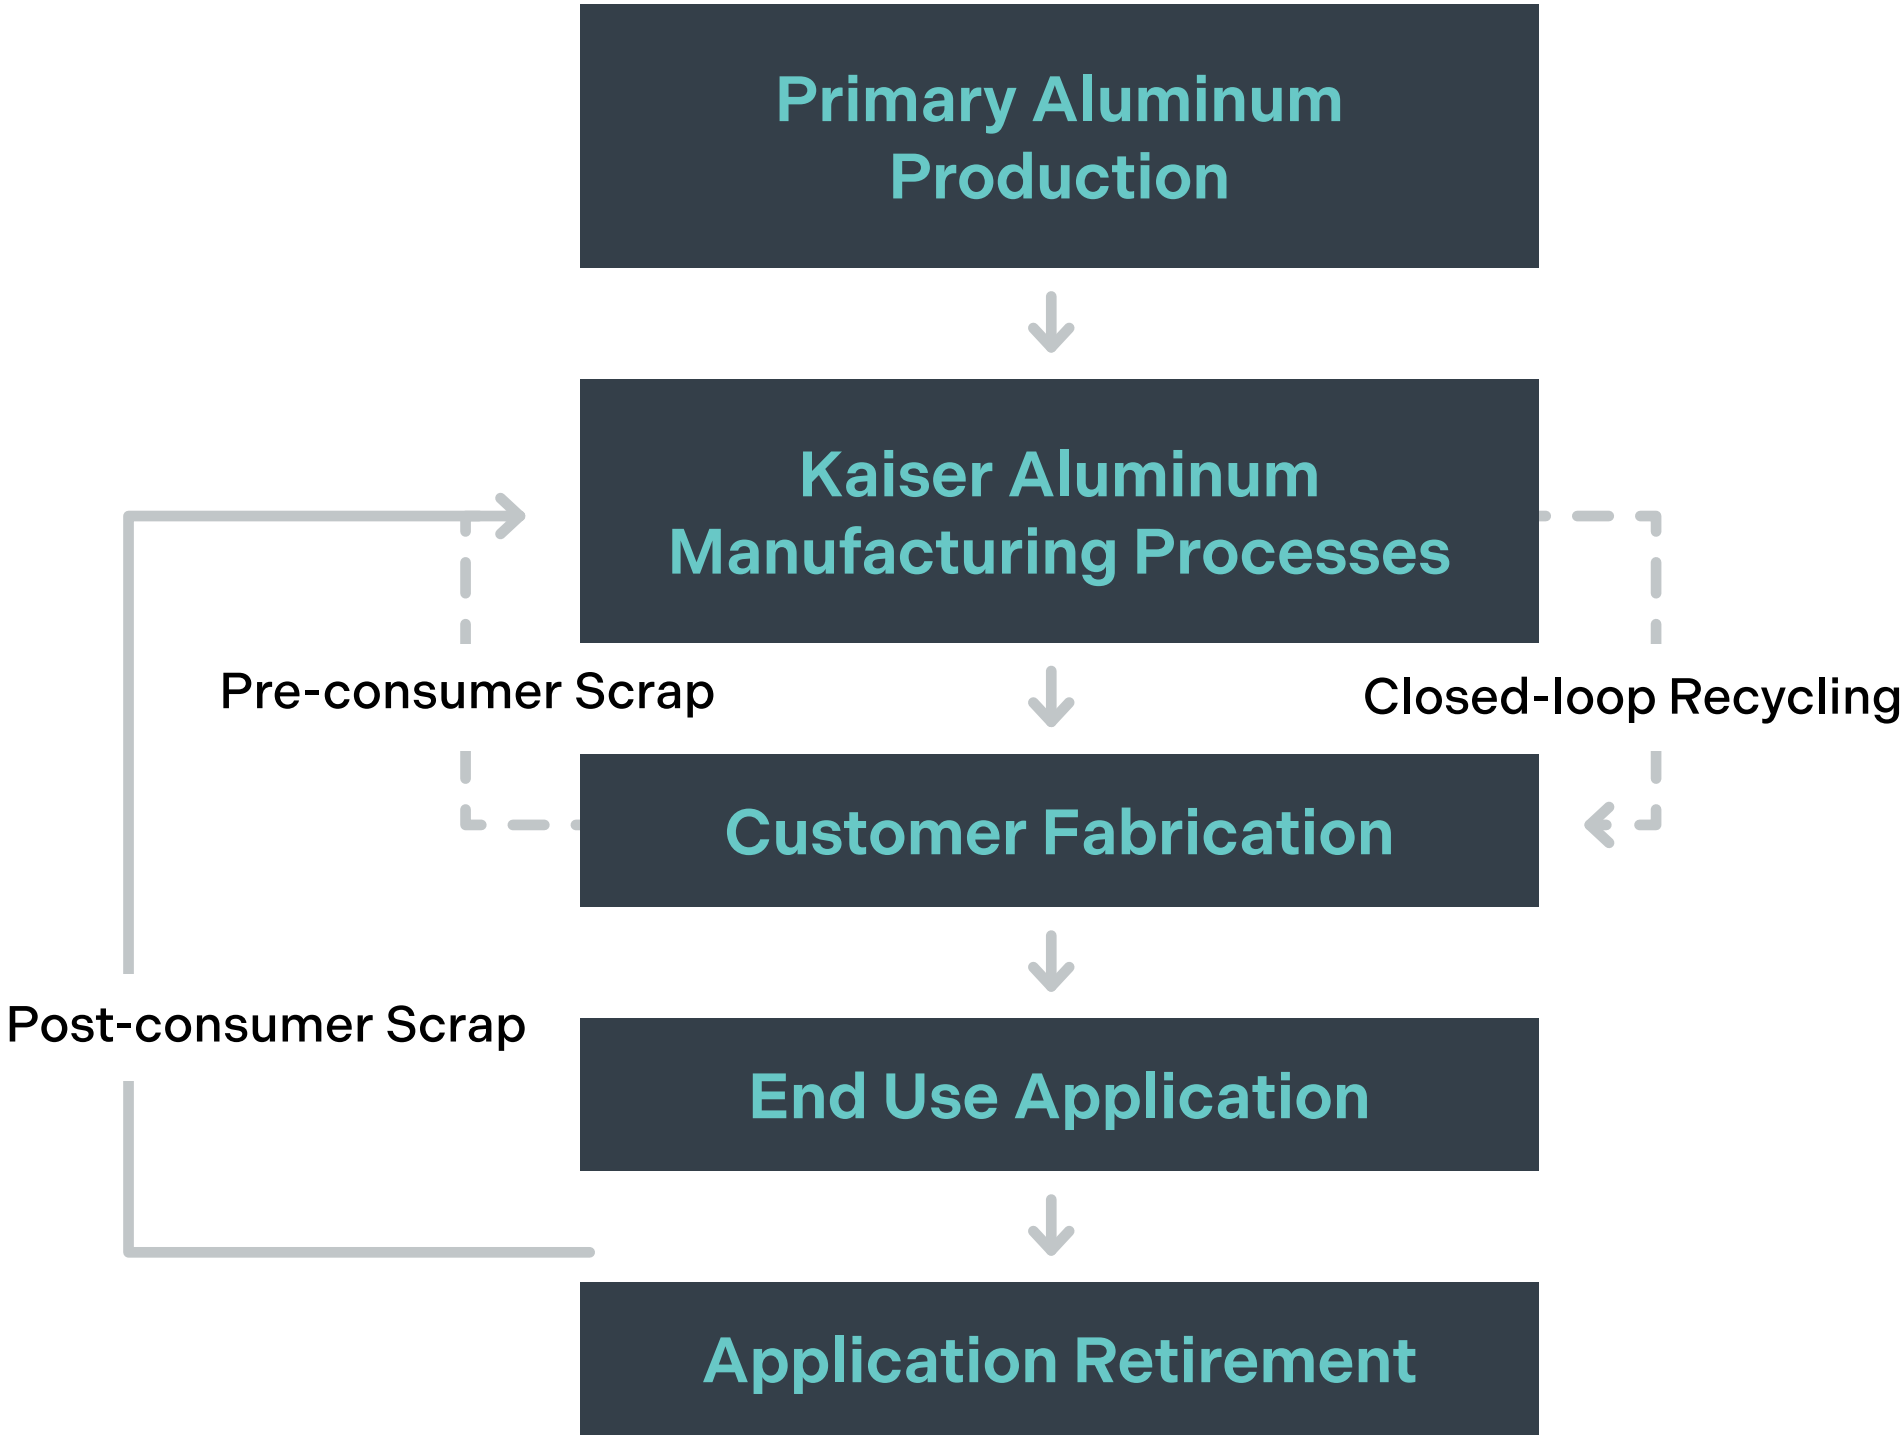 Primary Aluminum
Production
Kaiser Aluminum
Manufacturing Processes
Pre-consumer Scrap
Closed-loop Recycling
Customer Fabrication
Post-consumer Scrap
End Use Application
Application Retirement